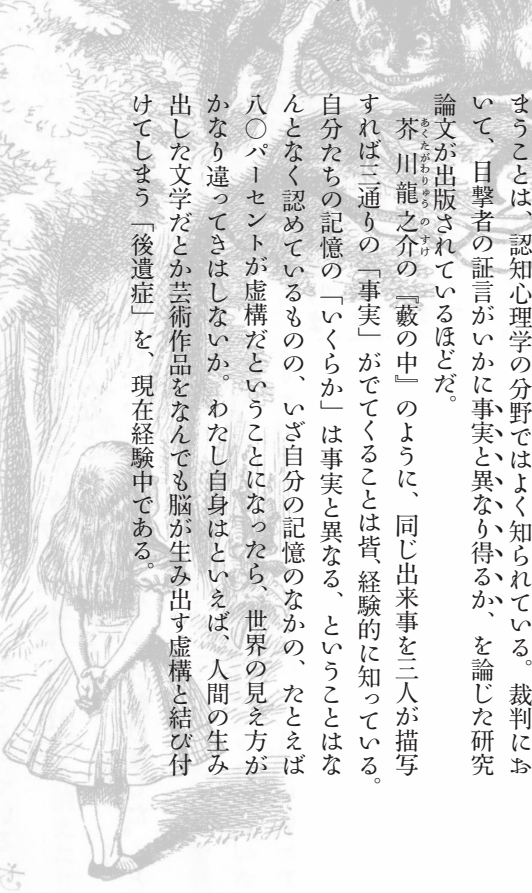 まうことは、認知心理学の分野ではよく知られている。裁判にお
いて、目撃者の証言がいかに事実と異なり得るか、を論じた研究
論文が出版されているほどだ。
芥川龍之介の『藪の中』のように、同じ出来事を三人が描写
すれば三通りの「事実」がでてくることは皆、経験的に知っている。
自分たちの記憶の「いくらか」は事実と異なる、ということはな
んとなく認めているものの、いざ自分の記憶のなかの、たとえば
八〇パーセントが虚構だということになったら、世界の見え方が
かなり違ってきはしないか。わたし自身はといえば、人間の生み
出した文学だとか芸術作品をなんでも脳が生み出す虚構と結び付
けてしまう「後遺症」を、現在経験中である。